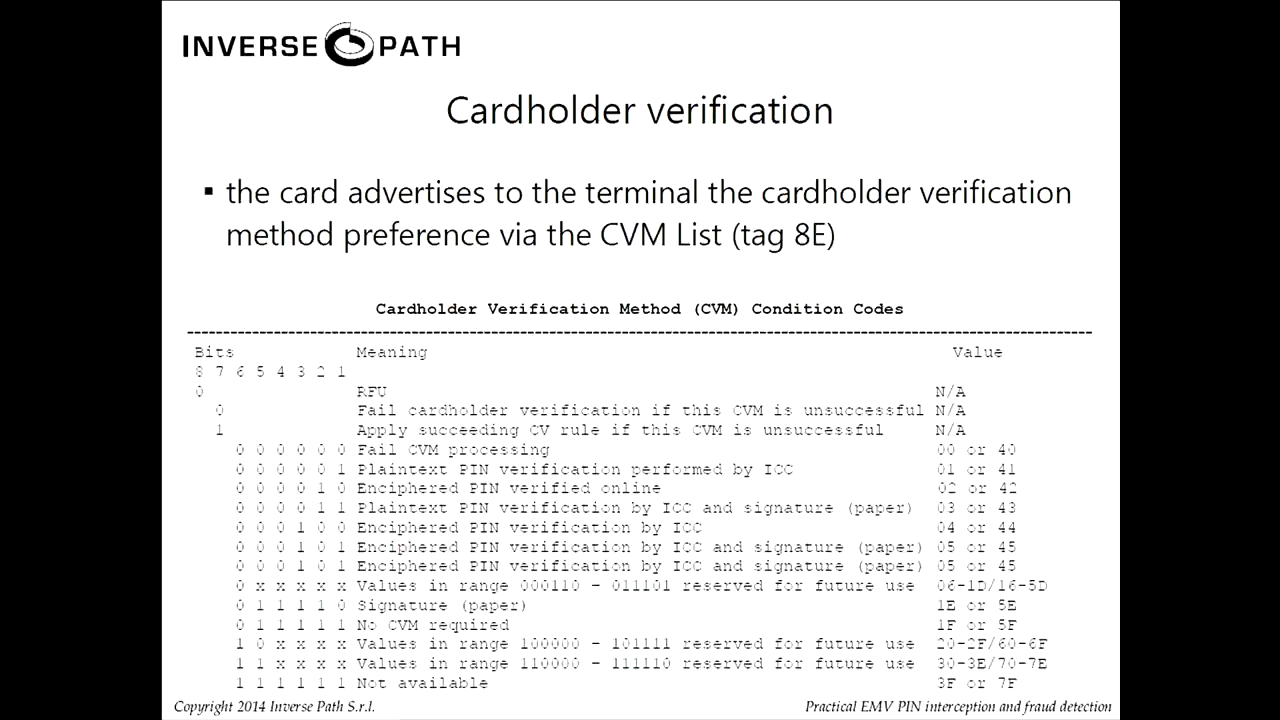 INVERSE PATH
Cardholder verification
▪ the card advertises to the terminal the cardholder verification
method preference via the CVM List (tag 8E)
Cardholder Verification Method (CVM) Condition Codes
--------------------------------------------------------------------------------
Bits Meaning Value
8 7 6 5 4 3 2 1
0 RFU N/A
0 Fail cardholder verification if this CVM is unsuccessful N/A
1 Apply succeeding CV rule if this CVM is unsuccessful N/A
0 0 0 0 0 0 Fail CVM processing 00 or 40
0 0 0 0 0 1 Plaintext PIN verification performed by ICC 01 or 41
0 0 0 0 1 0 Enciphered PIN verified online 02 or 42
0 0 0 0 1 1 Plaintext PIN verification by ICC and signature (paper) 03 or 43
0 0 0 1 0 0 Enciphered PIN verification by ICC 04 or 44
0 0 0 1 0 1 Enciphered PIN verification by ICC and signature (paper) 05 or 45
0 0 0 1 0 1 Enciphered PIN verification by ICC and signature (paper) 05 or 45
0 x x x x x Values in range 000110 - 011101 reserved for future use 06-1D/16-5D
0 1 1 1 1 0 Signature (paper) 1E or 5E
0 1 1 1 1 1 No CVM required 1F or 5F
1 0 x x x x Values in range 100000 - 101111 reserved for future use 20-2F/60-6F
1 1 x x x x Values in range 110000 - 111110 reserved for future use 30-3E/70-7E
1 1 1 1 1 1 Not available 3F or 7F
Copyright 2014 Inverse Path S.r.l. Practical EMV PIN interception and fraud detection